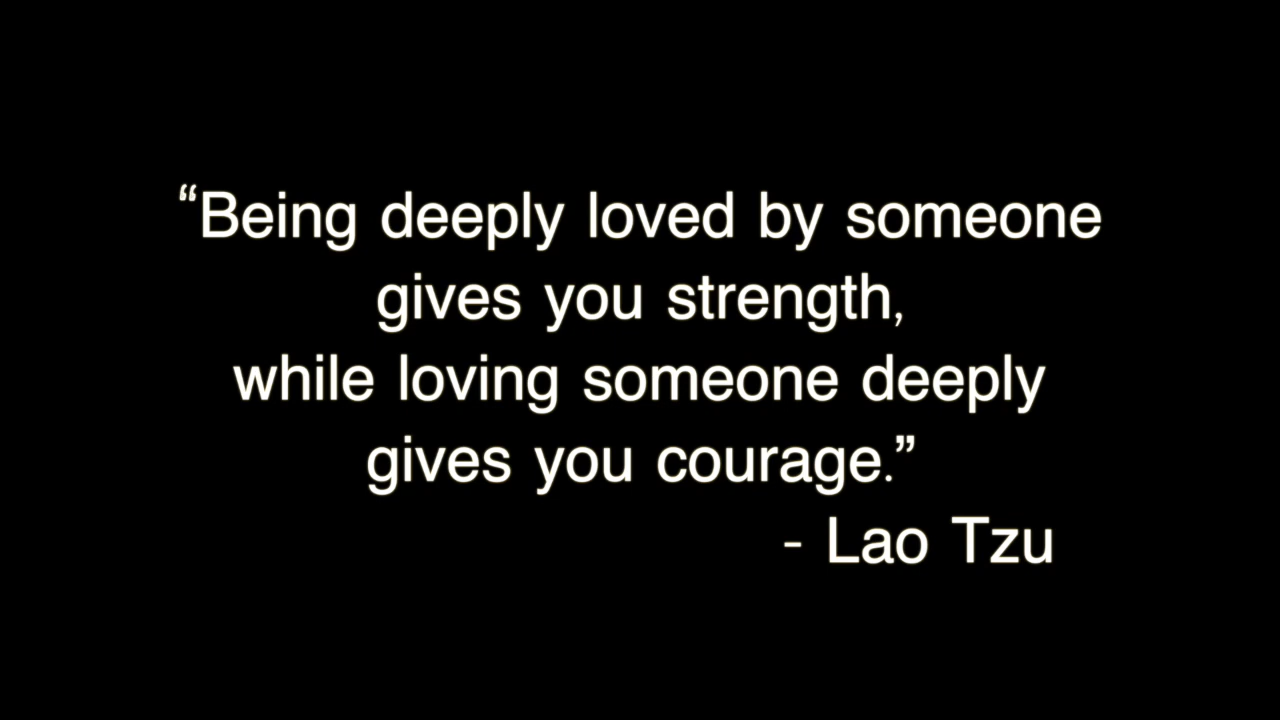 “Being deeply loved by someone
gives you strength,
while loving someone deeply
gives you courage.”
- Lao Tzu